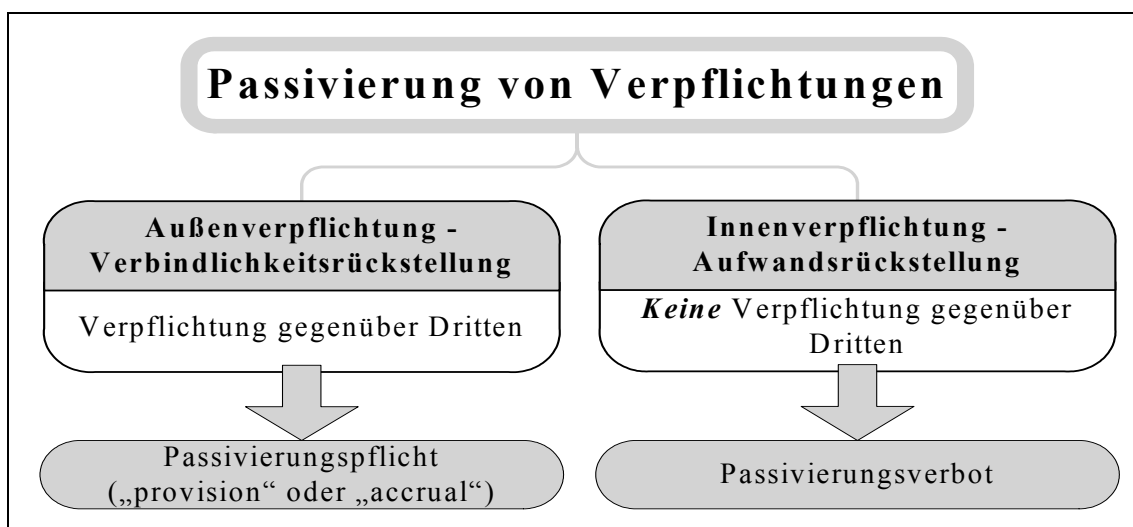 Passivierung von Verpflichtungen
Außenverpflichtung -
Verbindlichkeitsrückstellung
Verpflichtung gegenüber Dritten
Passivierungspflicht
(„provision“ oder „accrual“)
Innenverpflichtung -
Aufwandsrückstellung
Keine Verpflichtung gegenüber
Dritten
Passivierungsverbot